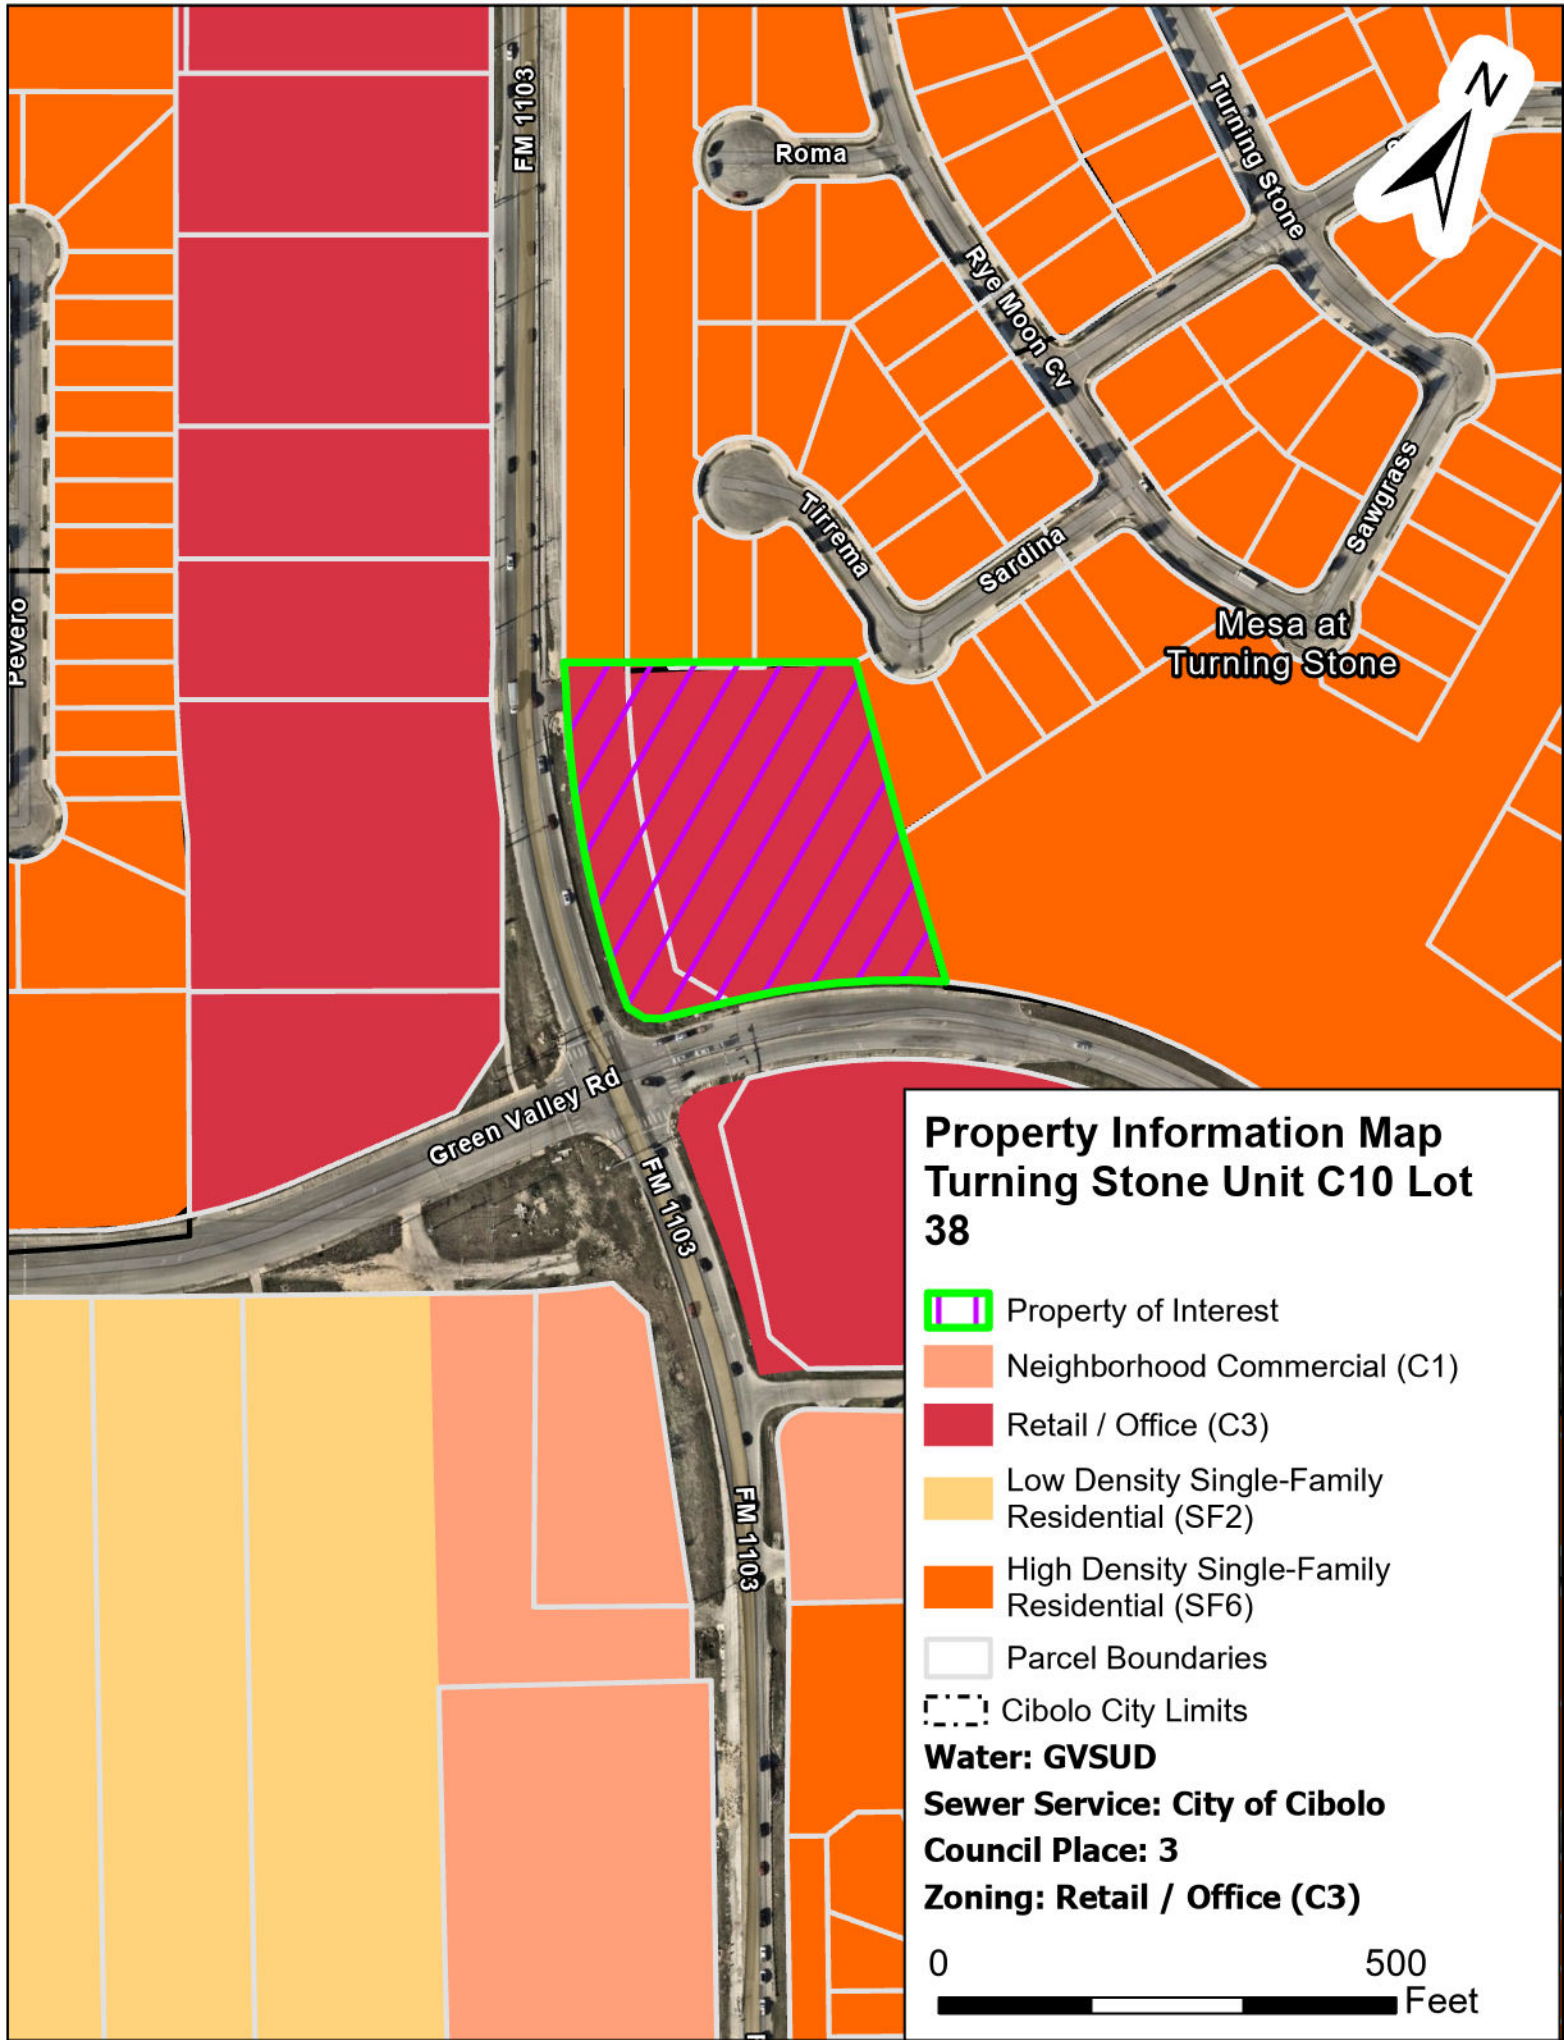 FM 1103
Roma
Turning Stone
N
Rye Moon Cv
Tirrema
Sardina
Sawgrass
Pevero
Mesa at
Turning Stone
Green Valley Rd
FM 1103
FM 1103
Property Information Map
Turning Stone Unit C10 Lot
38
Property of Interest
Neighborhood Commercial (C1)
Retail / Office (C3)
Low Density Single-Family
Residential (SF2)
High Density Single-Family
Residential (SF6)
Parcel Boundaries
Cibolo City Limits
Water: GVSUD
Sewer Service: City of Cibolo
Council Place: 3
Zoning: Retail / Office (C3)
0 500
Feet